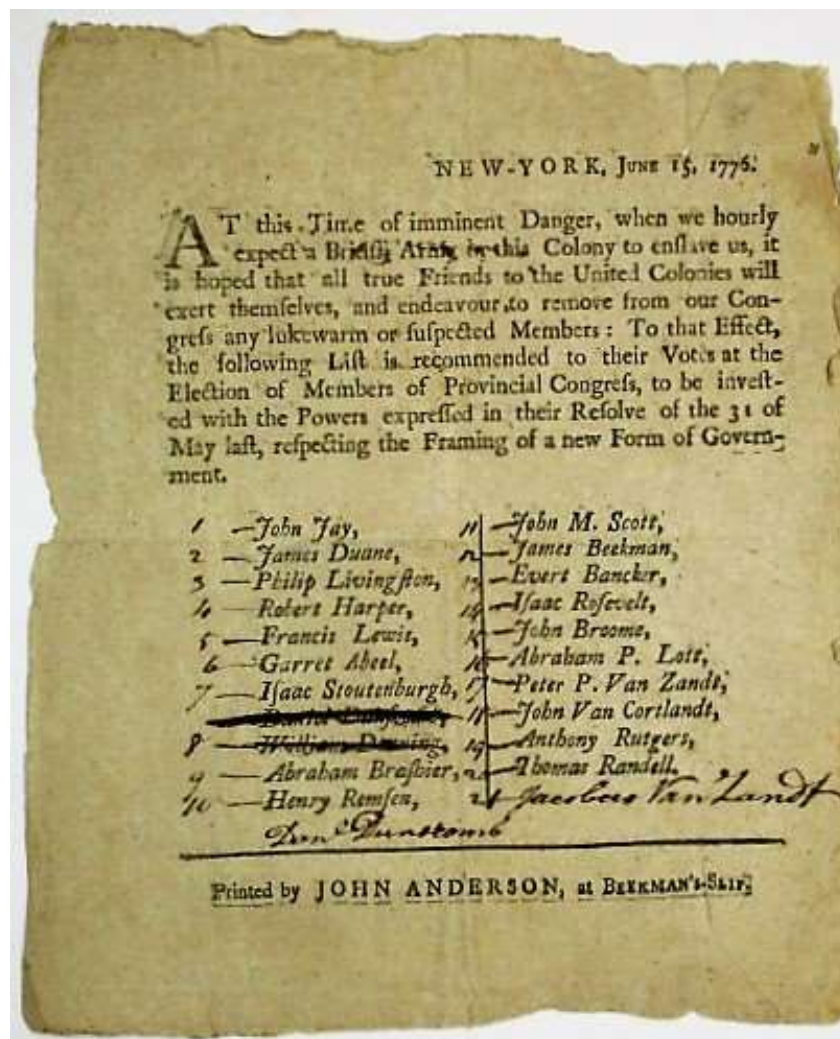 NEW-YORK, JUNE 15, 1776.
AT this Time of imminent Danger, when we hourly
expect a British Army in this Colony to enſlave us, it
is hoped that all true Friends to the United Colonies will
exert themſelves, and endeavour to remove from our Con-
greſs any lukewarm or ſuſpected Members: To that Effect,
the following Liſt is recommended to their Votes at the
Election of Members of Provincial Congreſs, to be inveſt-
ed with the Powers expreſſed in their Reſolve of the 31 of
May laſt, reſpecting the Framing of a new Form of Govern-
ment.
1 —John Jay,
2 —James Duane,
3 —Philip Livingſton,
4 —Robert Harper,
5 —Francis Lewis,
6 —Garret Abeel,
7 —Iſaac Stoutenburgh,
Daniel
8 —William Denning,
9 —Abraham Braſhier,
10 —Henry Remſen,
Dunscomb
11 —John M. Scott,
12 —James Beekman,
13 —Evert Bancker,
14 —Iſaac Roſevelt,
15 —John Broome,
16 —Abraham P. Lott,
17 —Peter P. Van Zandt,
18 —John Van Cortlandt,
19 —Anthony Rutgers,
20 —Thomas Randell.
21 —Jacobus Van Zandt
Printed by JOHN ANDERSON, at BEEKMAN'S-SLIP.